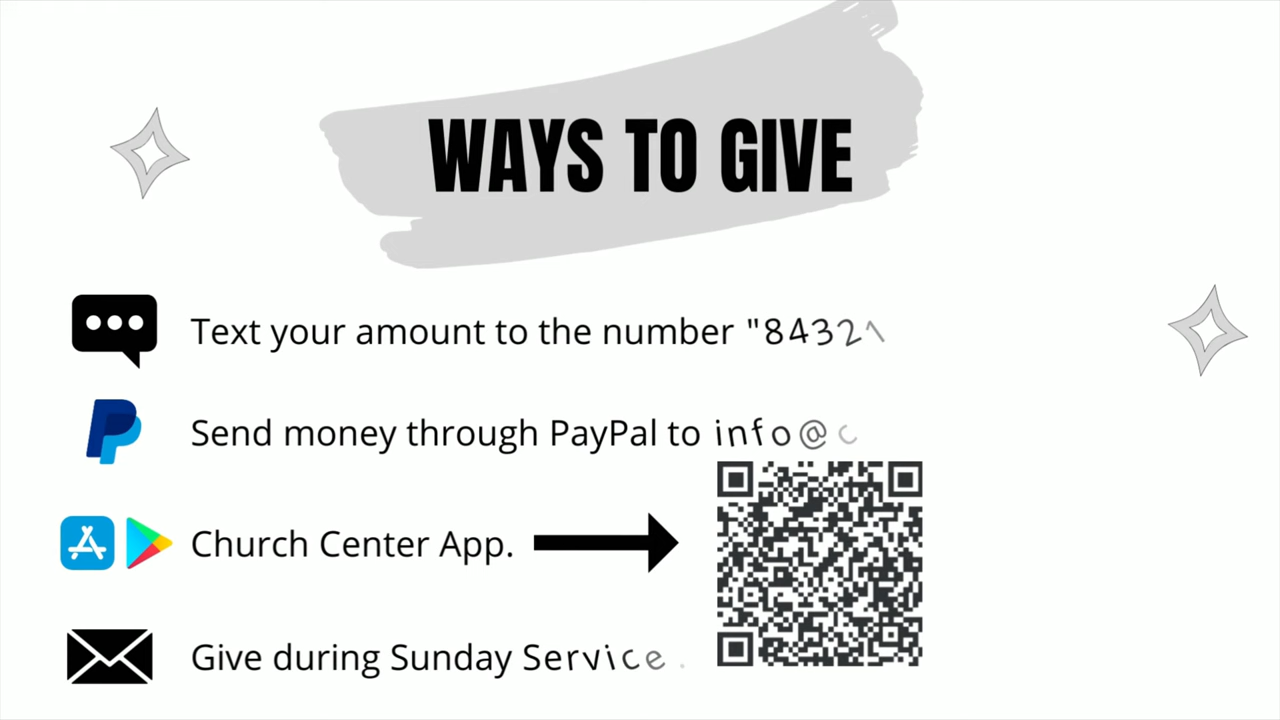 WAYS TO GIVE
Text your amount to the number "84321
Send money through PayPal to info@c
Church Center App.
Give during Sunday Service.